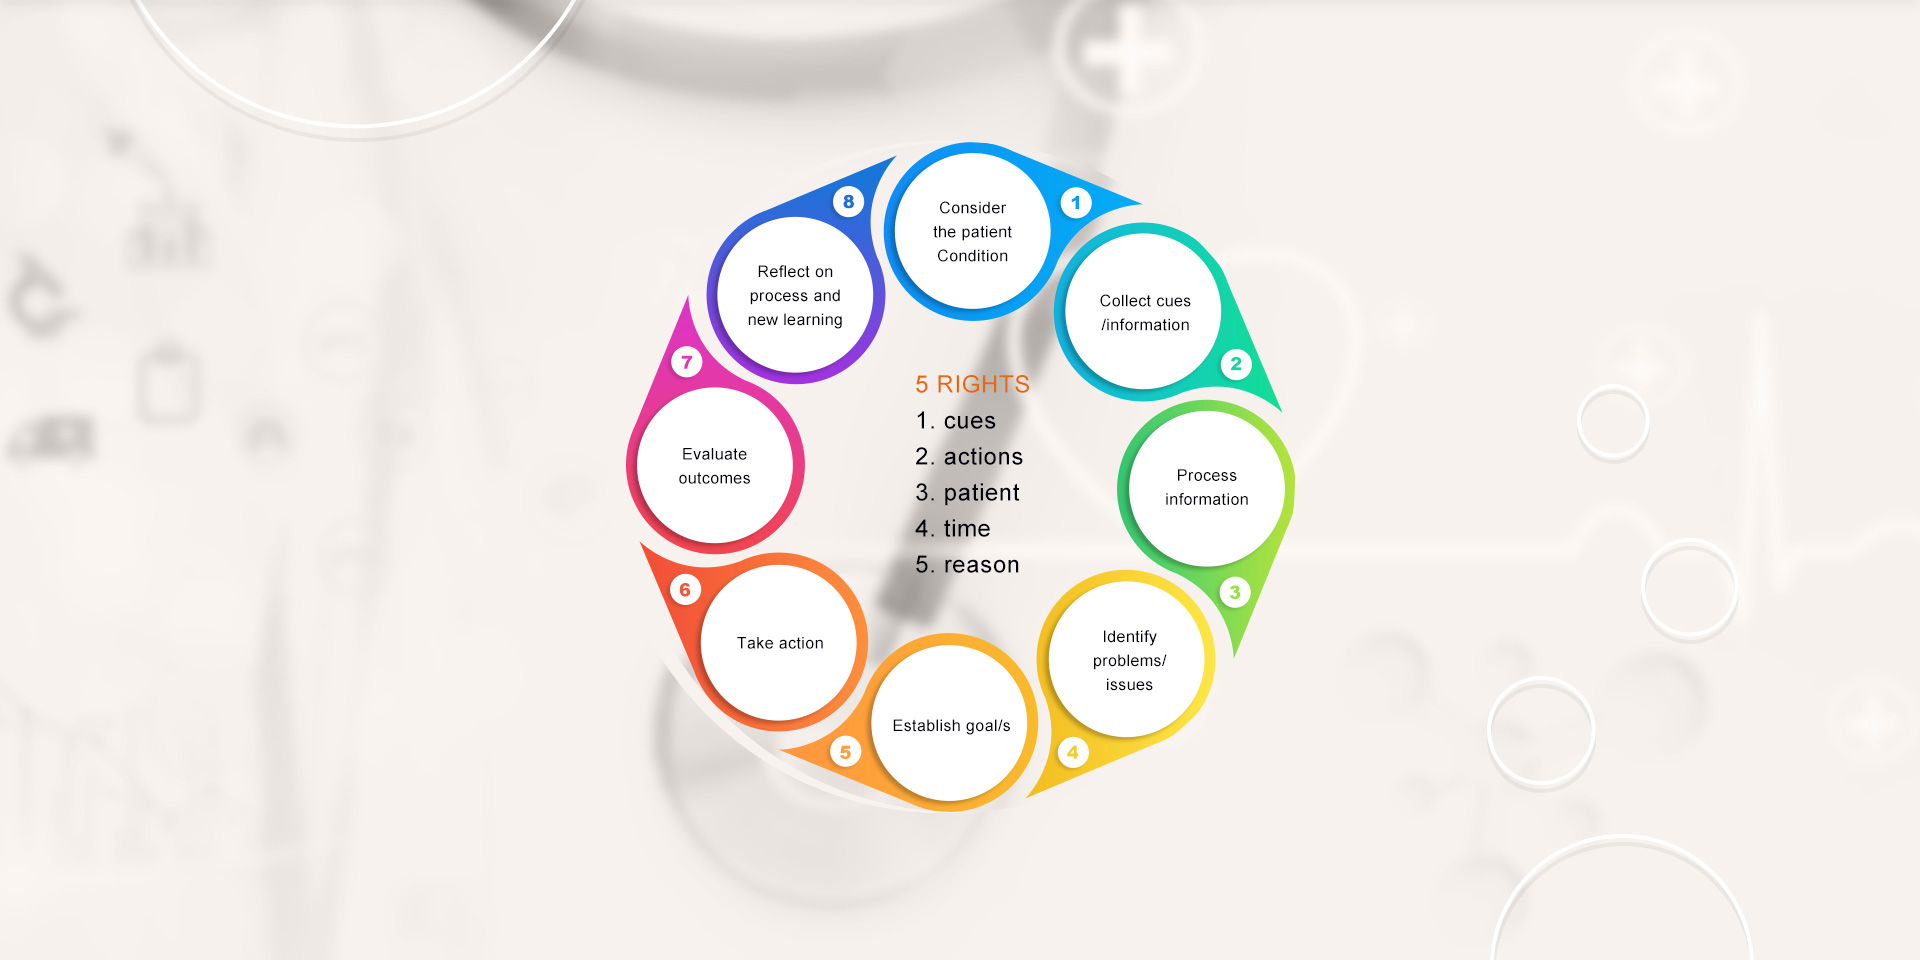 Consider
the patient
Condition
1
Collect cues
/information
2
Process
information
3
Identify
problems/
issues
4
Establish goal/s
5
Take action
6
Evaluate
outcomes
7
Reflect on
process and
new learning
8
5 RIGHTS
1. cues
2. actions
3. patient
4. time
5. reason